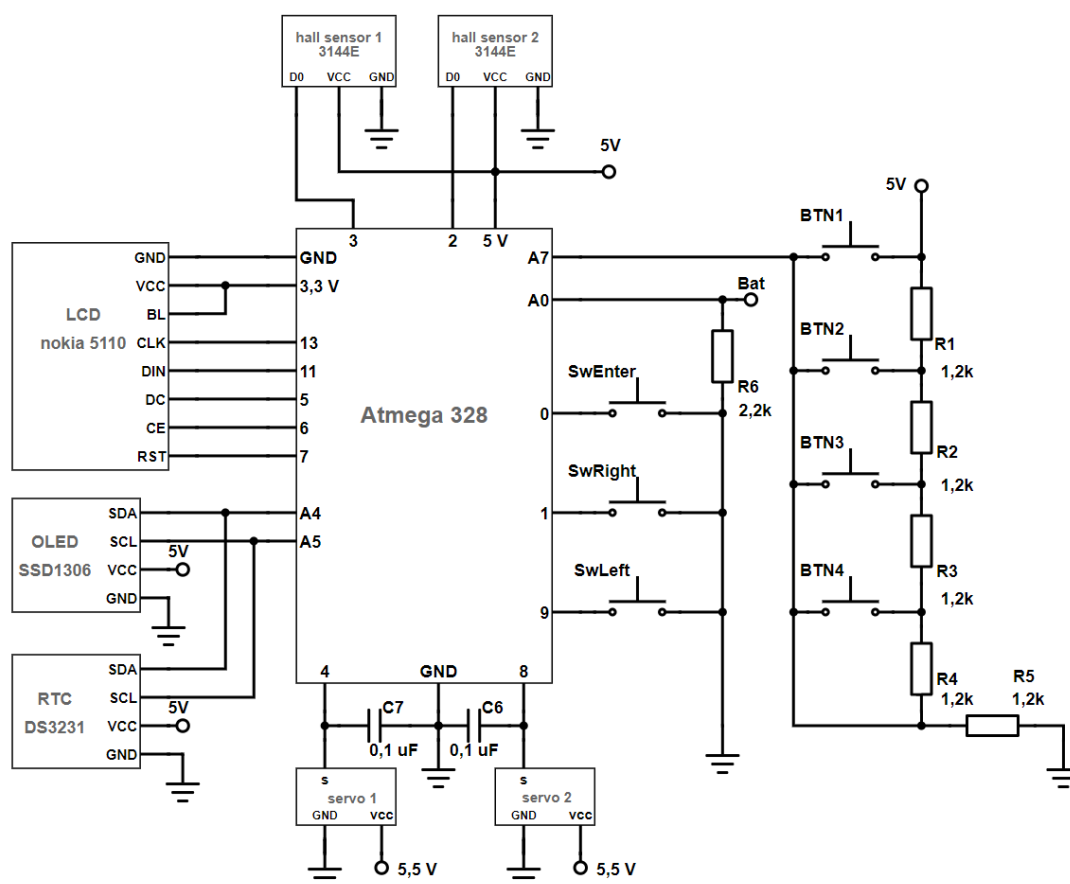 hall sensor 1
3144E
D0 VCC GND
hall sensor 2
3144E
D0 VCC GND
5V
5V
3 2 5 V
LCD
nokia 5110
GND
VCC
BL
CLK
DIN
DC
CE
RST
GND
3,3 V
13
11
5
6
7
A4
A5
Atmega 328
A7
A0
0
1
9
4 GND 8
Bat
R6
2,2k
SwEnter
SwRight
SwLeft
BTN1
BTN2
BTN3
BTN4
R1
1,2k
R2
1,2k
R3
1,2k
R4
1,2k
R5
1,2k
OLED
SSD1306
SDA
SCL
VCC
GND
5V
RTC
DS3231
SDA
SCL
VCC
GND
5V
C7
0,1 uF
C6
0,1 uF
s
servo 1
GND vcc
5,5 V
s
servo 2
GND vcc
5,5 V